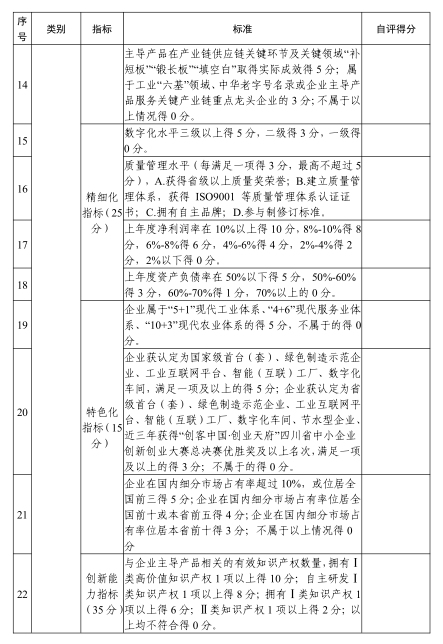 序号 类别 指标 标准 自评得分
14
主导产品在产业链供应链关键环节及关键领域“补
短板”“锻长板”“填空白”取得实际成效得 5 分； 属
于工业“六基”领域、中华老字号名录或企业主导产
品服务关键产业链重点龙头企业的 3 分；不属于以
上情况得 0 分。
15
数字化水平三级以上得 5 分，二级得 3 分，一级得
0 分。
16
质量管理水平（每满足一项得 3 分，最高不超过 5
分），A.获得省级以上质量奖荣誉；B.建立质量管
理体系，获得 ISO9001 等质量管理体系认证证
书；C.拥有自主品牌；D.参与制修订标准。
精细化
指标(25
分）
17
上年度净利润率在 10%以上得 10 分，8%-10%得 8
分，6%-8%得 6 分，4%-6%得 4 分，2%-4%得 2
分，2%以下得 0 分。
18
上年度资产负债率在 50%以下得 5 分，50%-60%
得 3 分，60%-70%得 1 分，70%以上的 0 分。
19
企业属于“5+1”现代工业体系、“4+6”现代服务业体
系、“10+3”现代农业体系的得 5 分，不属于的得 0
分。
20
企业获认定为国家级首台（套）、绿色制造示范企
业、工业互联网平台、智能（互联）工厂、数字化
车间，满足一项及以上的得 5 分；企业获认定为省
级首台（套）、绿色制造示范企业、工业互联网平
台、智能（互联）工厂、数字化车间、节水型企业、
近三年获得“创客中国·创业天府”四川省中小企业
创新创业大赛总决赛优胜奖及以上名次，满足一项
及以上的得 3 分； 不属于的得 0 分。
特色化
指标(15
分）
21
企业在国内细分市场占有率超过 10%，或位居全
国前三得 5 分；企业在国内细分市场占有率位居全
国前十或本省前五得 4 分；企业在国内细分市场占
有率位居本省前十得 3 分； 不属于以上情况得 0
分
22
创新能
力指标
（35 分）
与企业主导产品相关的有效知识产权数量，拥有Ⅰ
类高价值知识产权 1 项以上得 10 分； 自主研发Ⅰ
类知识产权 1 项以上得 8 分；拥有Ⅰ类知识产权 1
项以上得 6 分；Ⅱ类知识产权 1 项以上得 2 分；以
上均不符合得 0 分。